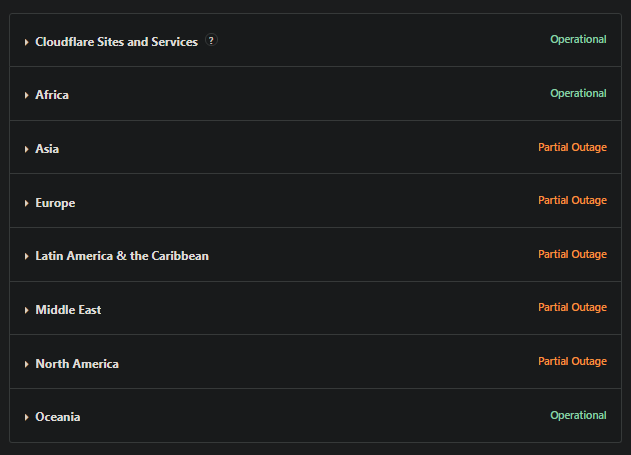 Cloudflare Sites and Services ? Operational
Africa Operational
Asia Partial Outage
Europe Partial Outage
Latin America & the Caribbean Partial Outage
Middle East Partial Outage
North America Partial Outage
Oceania Operational